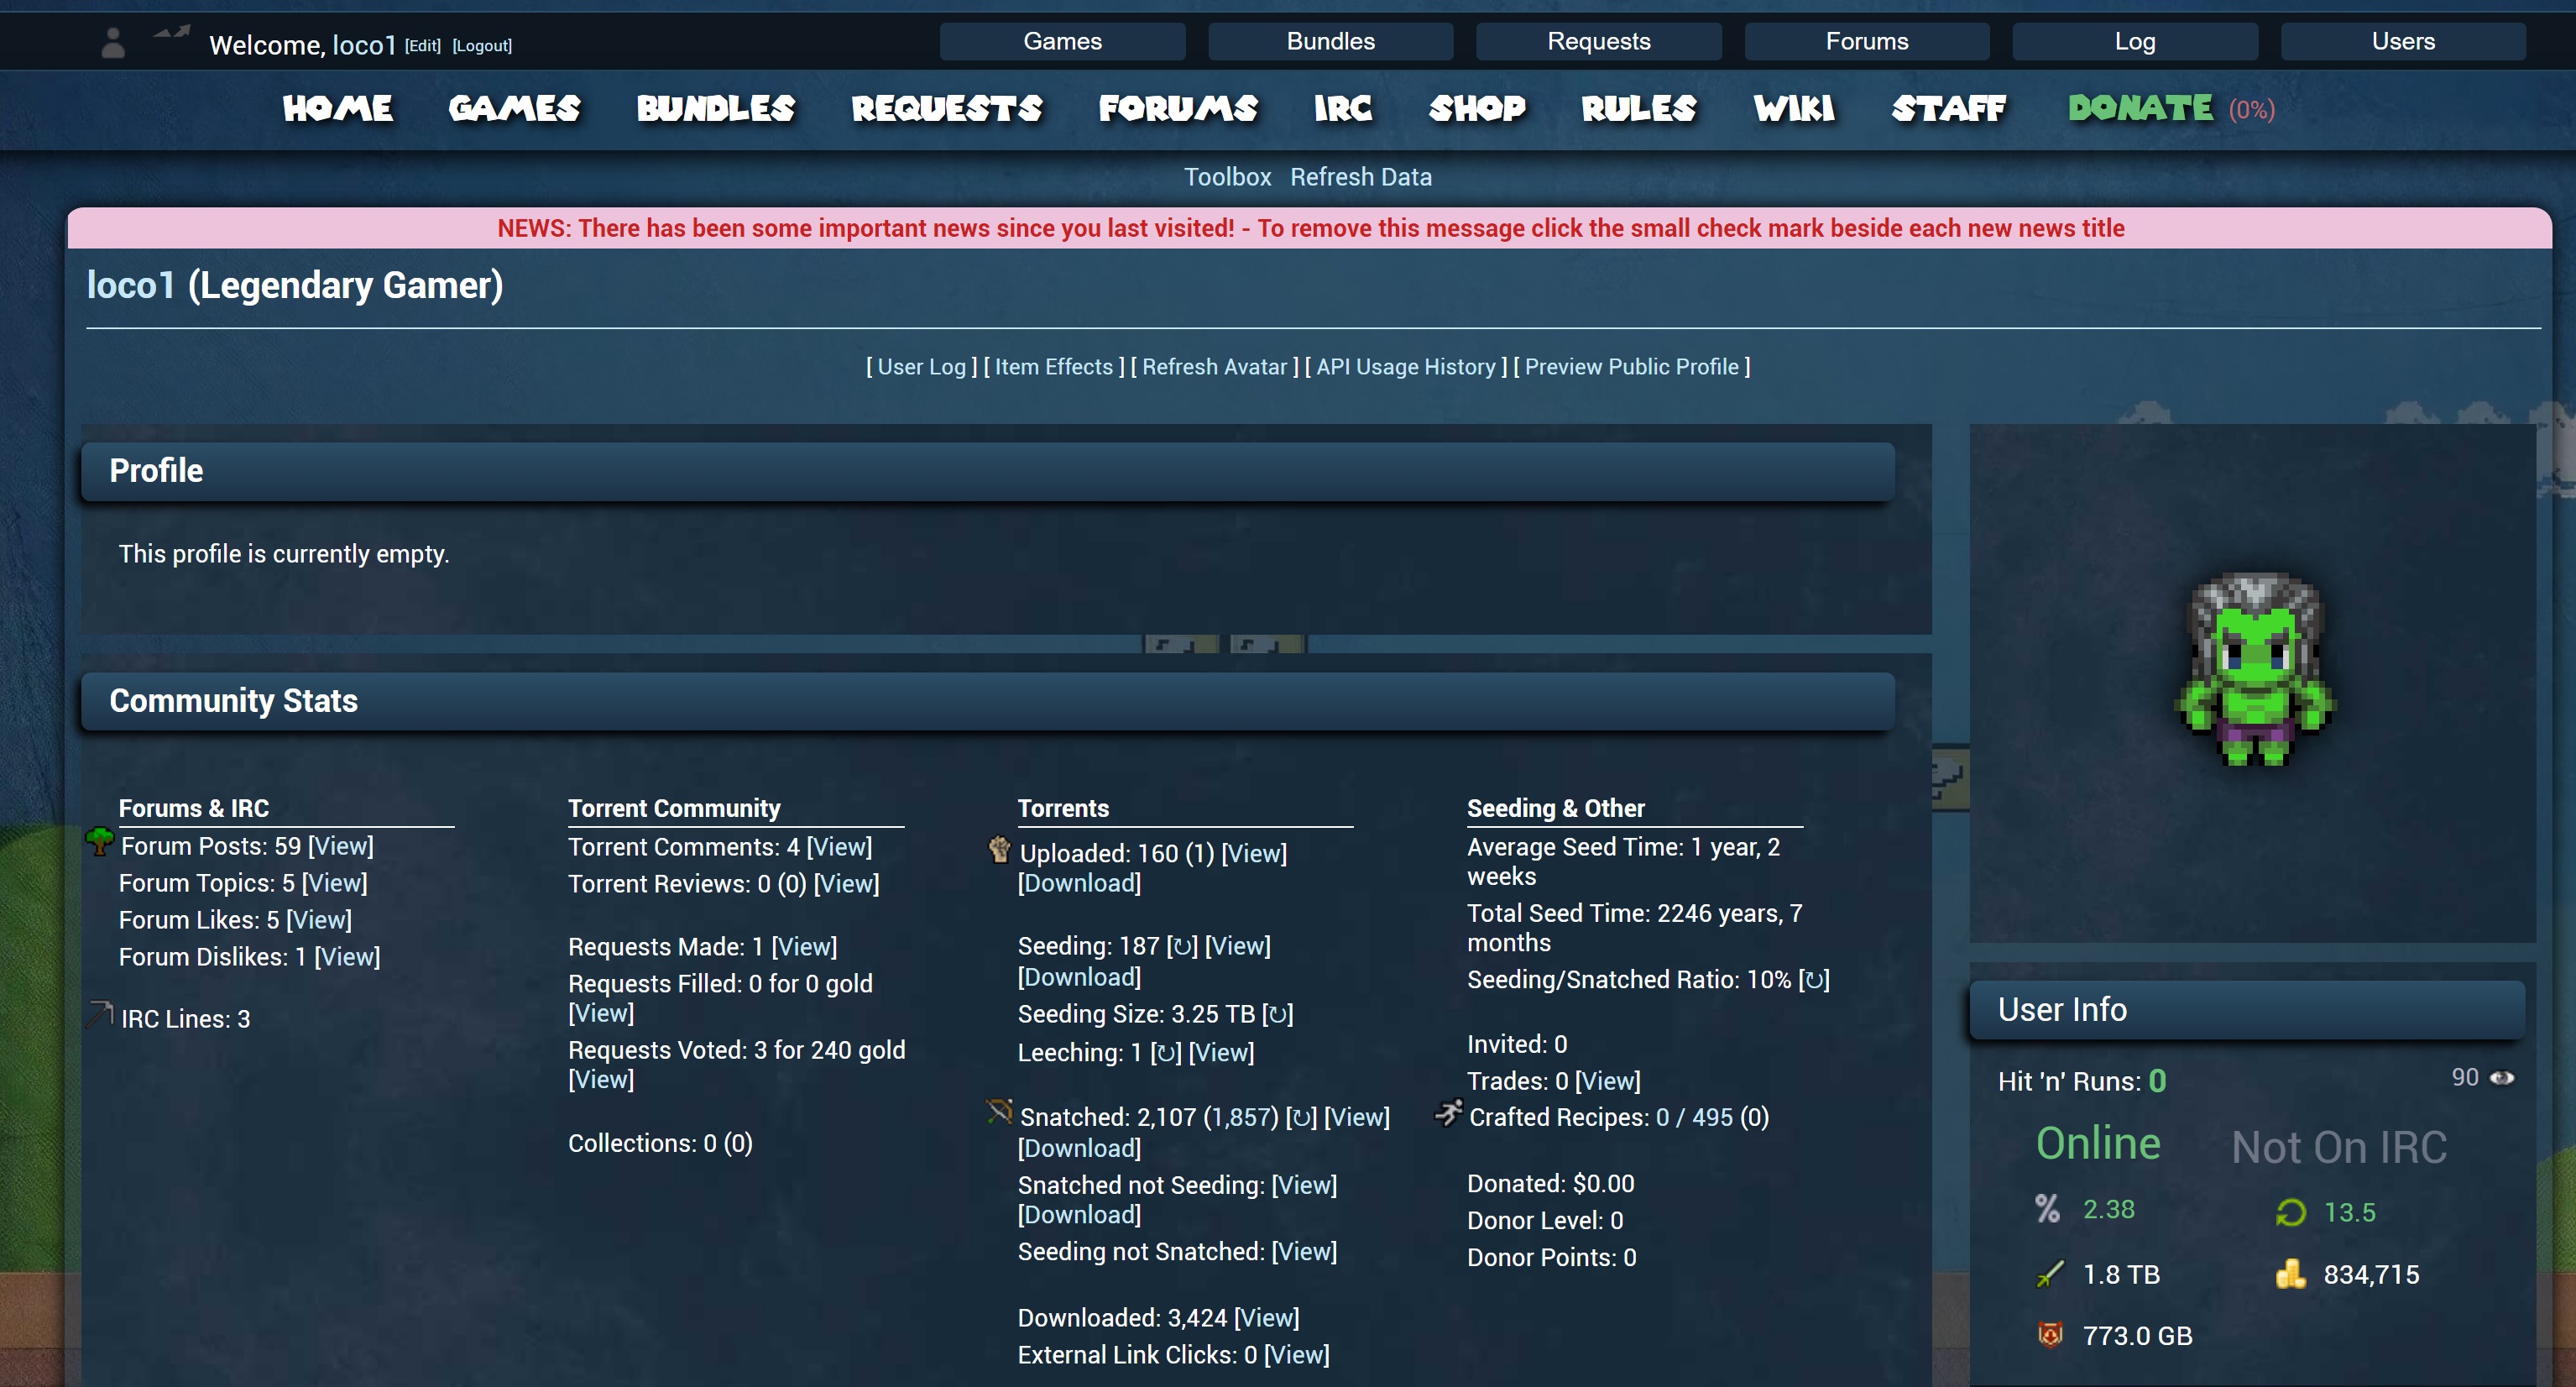 Welcome, loco1 [Edit] [Logout]
Games Bundles Requests Forums Log Users
HOME GAMES BUNDLES REQUESTS FORUMS IRC SHOP RULES WIKI STAFF DONATE (0%)
Toolbox Refresh Data
NEWS: There has been some important news since you last visited! - To remove this message click the small check mark beside each new news title
loco1 (Legendary Gamer)
[ User Log ] [ Item Effects ] [ Refresh Avatar ] [ API Usage History ] [ Preview Public Profile ]
Profile
This profile is currently empty.
Community Stats
Forums & IRC
Forum Posts: 59 [View]
Forum Topics: 5 [View]
Forum Likes: 5 [View]
Forum Dislikes: 1 [View]
IRC Lines: 3
Torrent Community
Torrent Comments: 4 [View]
Torrent Reviews: 0 (0) [View]
Requests Made: 1 [View]
Requests Filled: 0 for 0 gold
[View]
Requests Voted: 3 for 240 gold
[View]
Collections: 0 (0)
Torrents
Uploaded: 160 (1) [View]
[Download]
Seeding: 187 [↻] [View]
[Download]
Seeding Size: 3.25 TB [↻]
Leeching: 1 [↻] [View]
Snatched: 2,107 (1,857) [↻] [View]
[Download]
Snatched not Seeding: [View]
[Download]
Seeding not Snatched: [View]
Downloaded: 3,424 [View]
External Link Clicks: 0 [View]
Seeding & Other
Average Seed Time: 1 year, 2
weeks
Total Seed Time: 2246 years, 7
months
Seeding/Snatched Ratio: 10% [↻]
Invited: 0
Trades: 0 [View]
Crafted Recipes: 0 / 495 (0)
Donated: $0.00
Donor Level: 0
Donor Points: 0
User Info
Hit 'n' Runs: 0 90
Online Not On IRC
% 2.38 13.5
1.8 TB 834,715
773.0 GB